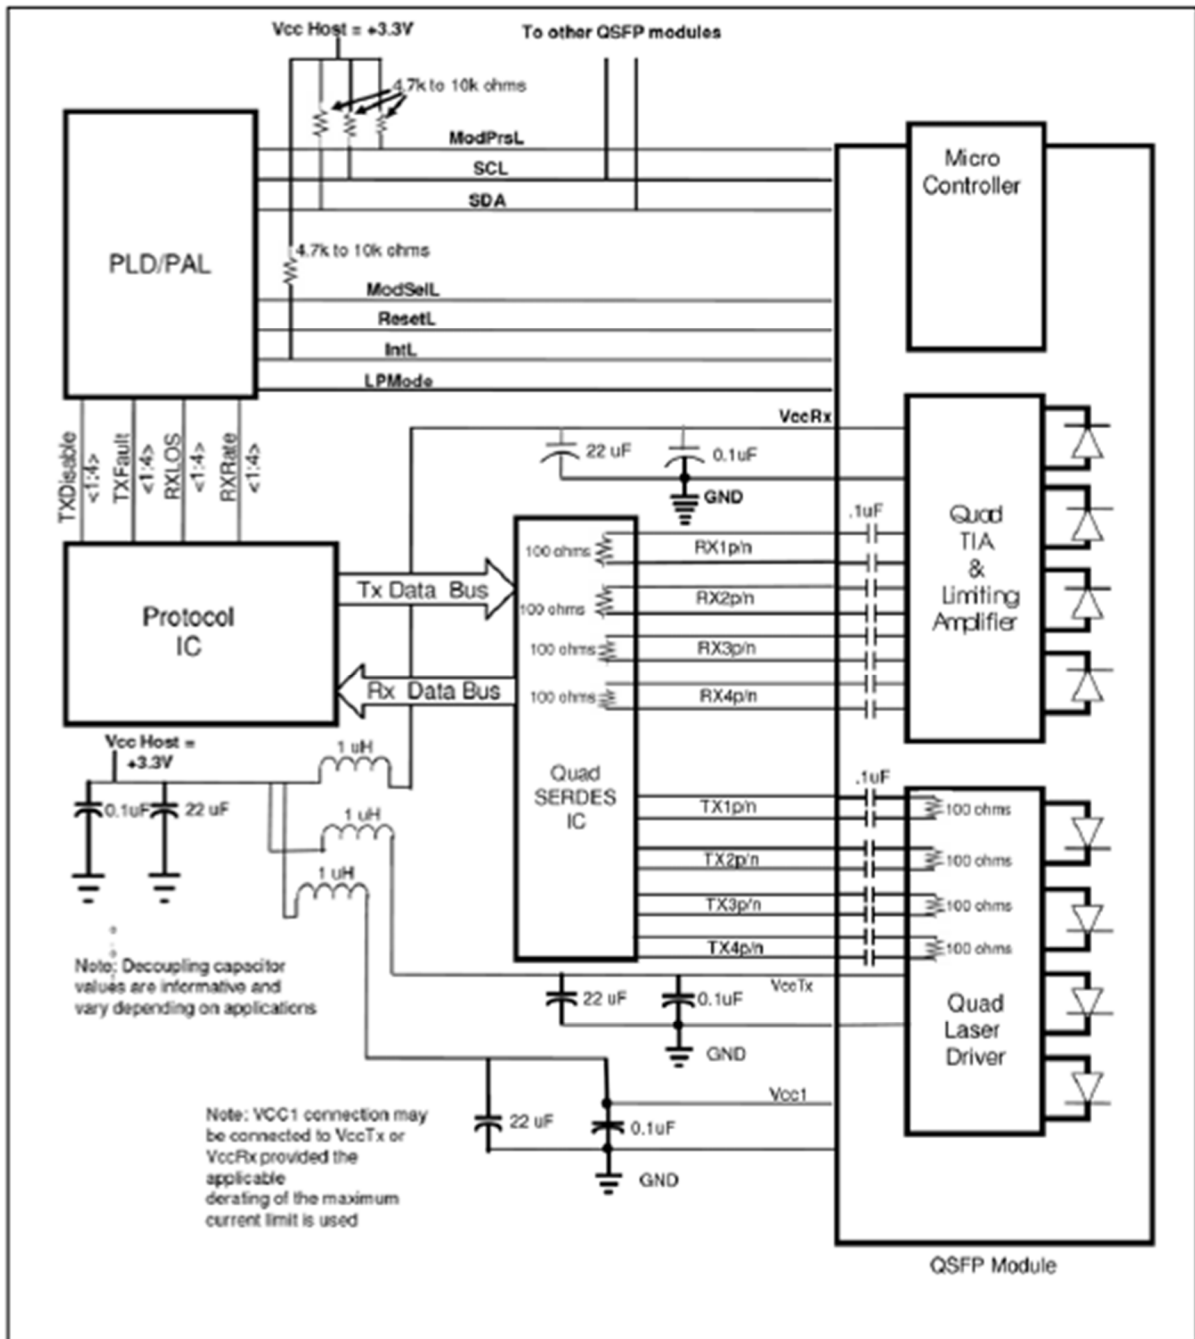 Vcc Host = +3.3V
To other QSFP modules
4.7k to 10k ohms
ModPrsL
SCL
SDA
Micro
Controller
PLD/PAL
4.7k to 10k ohms
ModSelL
ResetL
IntL
LPMode
VccRx
TXDisable
<1:4>
TXFault
<1:4>
RXLOS
<1:4>
RXRate
<1:4>
22 uF
0.1uF
GND
.1uF
Quad
TIA
&
Limiting
Amplifier
100 ohms
RX1p/n
Tx Data Bus
100 ohms
RX2p/n
Protocol
IC
100 ohms
RX3p/n
Rx Data Bus
100 ohms
RX4p/n
Vcc Host =
+3.3V
1 uH
Quad
SERDES
IC
.1uF
0.1uF
22 uF
1 uH
1 uH
TX1p/n
100 ohms
TX2p/n
100 ohms
TX3p/n
100 ohms
TX4p/n
100 ohms
Note: Decoupling capacitor
values are informative and
vary depending on applications
VccTx
22 uF
0.1uF
GND
Quad
Laser
Driver
Vcc1
22 uF
0.1uF
GND
Note: VCC1 connection may
be connected to VccTx or
VccRx provided the
applicable
derating of the maximum
current limit is used
QSFP Module